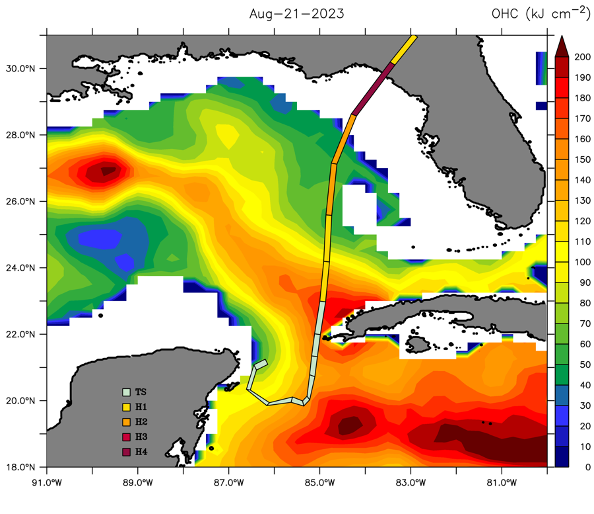 Aug-21-2023
OHC (kJ cm−2)
30.0°N
28.0°N
26.0°N
24.0°N
22.0°N
20.0°N
18.0°N
91.0°W
89.0°W
87.0°W
85.0°W
83.0°W
81.0°W
TS
H1
H2
H3
H4
200
190
180
170
160
150
140
130
120
110
100
90
80
70
60
50
40
30
20
10
0